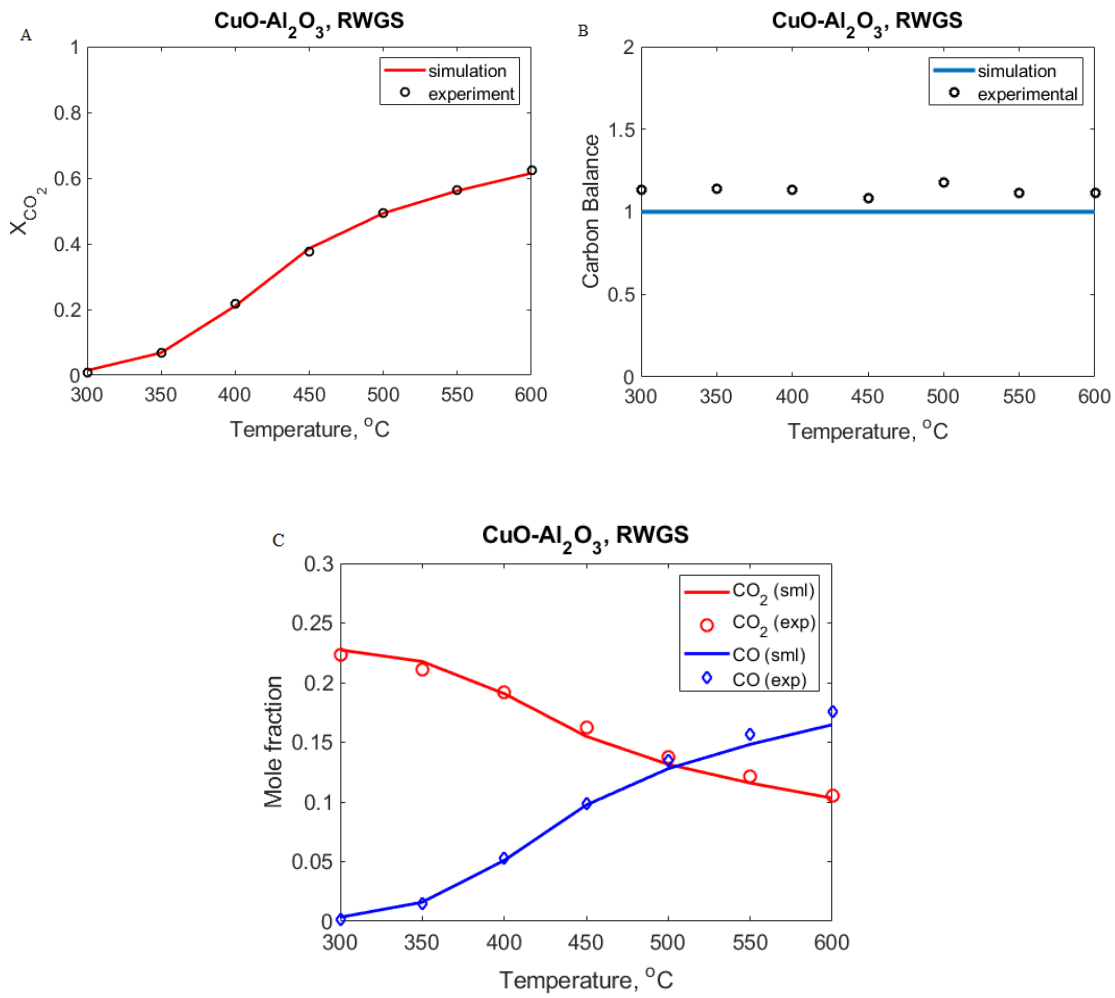 A
CuO-Al₂O₃, RWGS
1
0.8
0.6
0.4
0.2
0
X_CO₂
simulation
experiment
300 350 400 450 500 550 600
Temperature, °C
B
CuO-Al₂O₃, RWGS
2
1.5
1
0.5
0
Carbon Balance
simulation
experimental
300 350 400 450 500 550 600
Temperature, °C
C
CuO-Al₂O₃, RWGS
0.3
0.25
0.2
0.15
0.1
0.05
0
Mole fraction
CO₂ (sml)
CO₂ (exp)
CO (sml)
CO (exp)
300 350 400 450 500 550 600
Temperature, °C